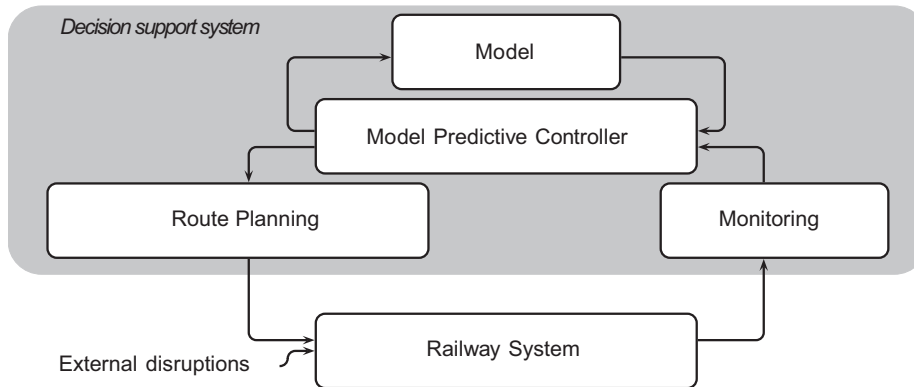 Decision support system
Model
Model Predictive Controller
Route Planning
Monitoring
Railway System
External disruptions